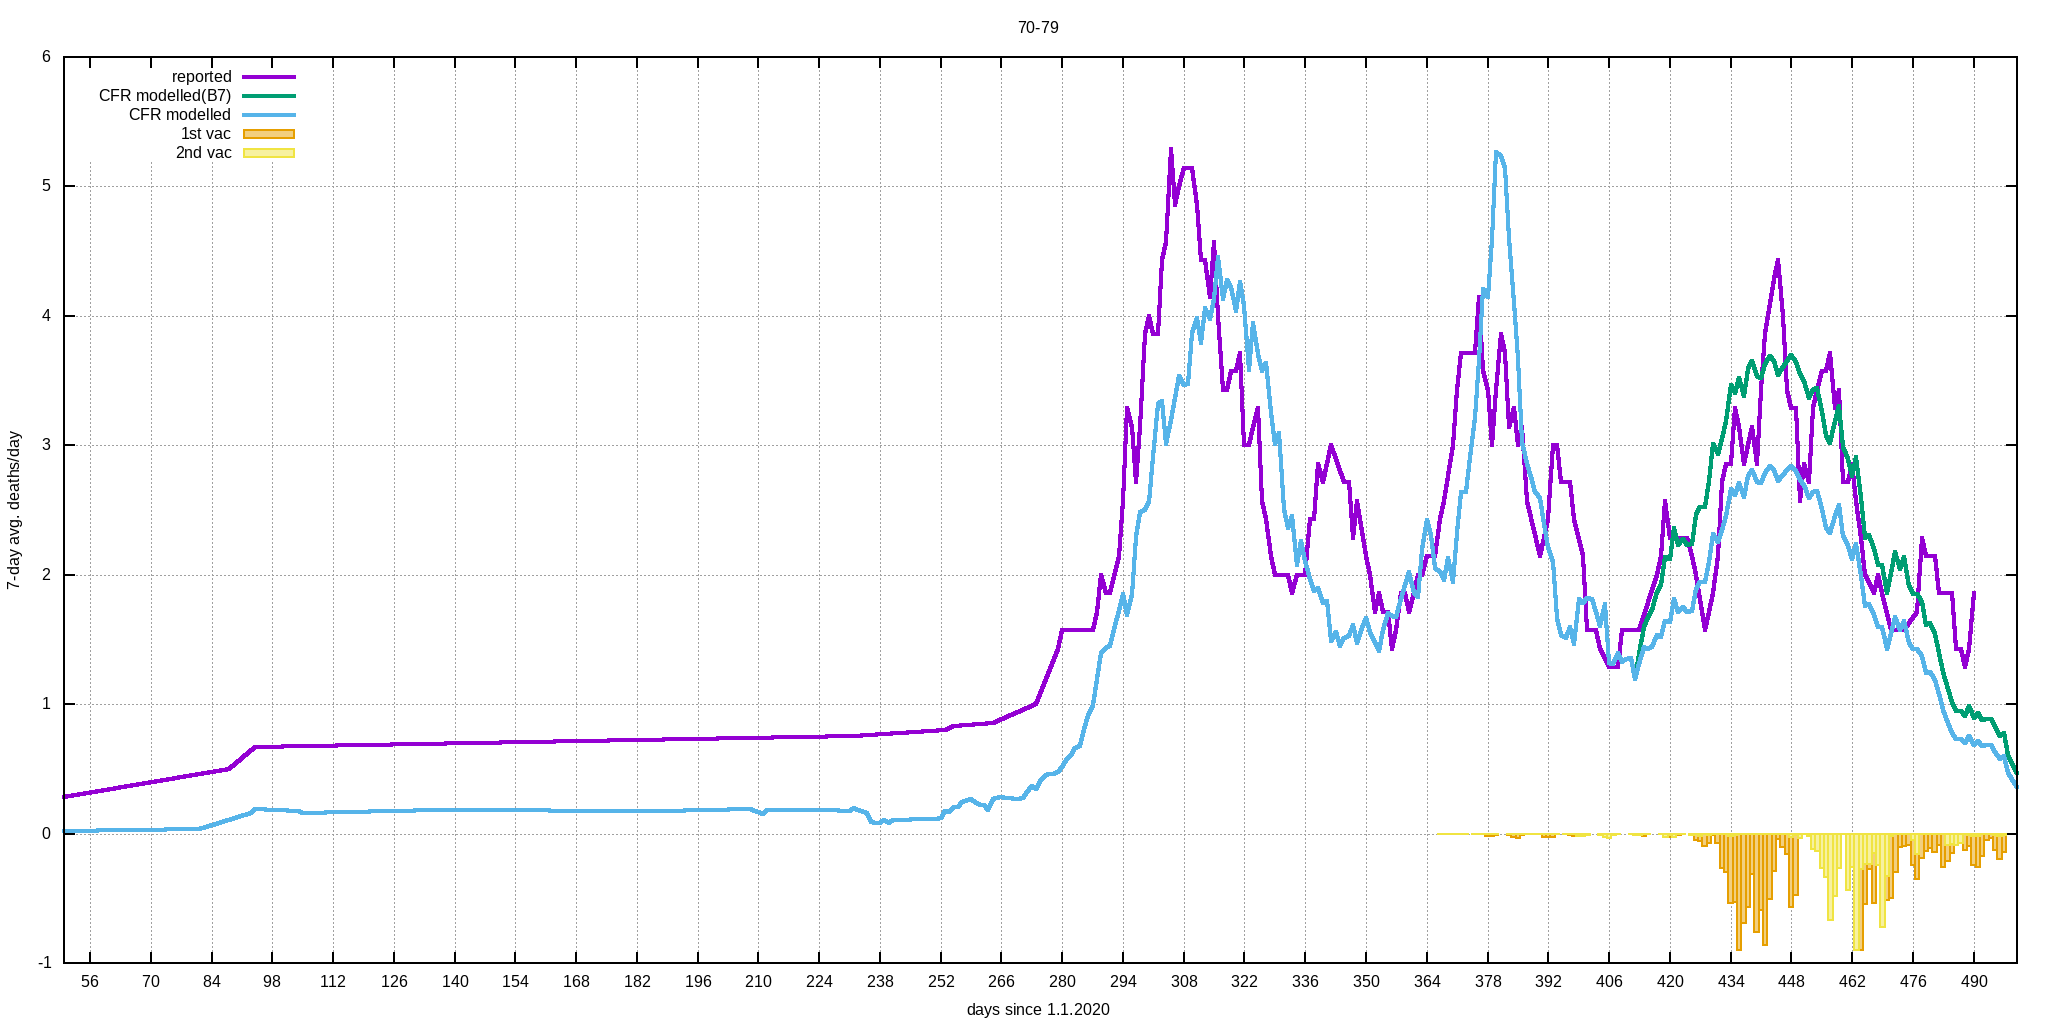 70-79
6
reported
CFR modelled(B7)
CFR modelled
1st vac
2nd vac
5
4
3
2
1
0
-1
7-day avg. deaths/day
56 70 84 98 112 126 140 154 168 182 196 210 224 238 252 266 280 294 308 322 336 350 364 378 392 406 420 434 448 462 476 490
days since 1.1.2020